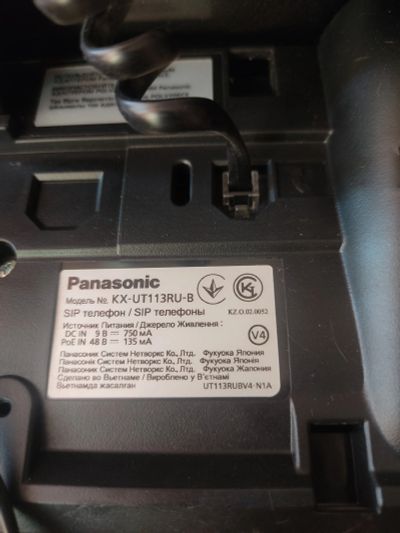 Panasonic
Модель №. KX-UT113RU-B
SIP телефон / SIP телефоны
KZ.O.02.0052
Источник Питания / Джерело Живлення :
DC IN 9 В 750 мА
PoE IN 48 В 135 мА
V4
Панасоник Систем Нетворкс Ко., Лтд. Фукуока Япония
Панасонік Систем Нетворкс Ко., Лтд. Фукуока Японія
Панасоник Систем Нетворкс Ко., Лтд. Фукуока Жапония
Сделано во Вьетнаме / Вироблено у В'єтнамі
Вьетнамда жасалған
UT113RUBV4-N1A